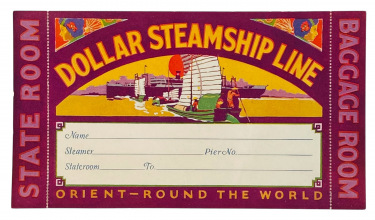 STATE ROOM
DOLLAR STEAMSHIP LINE
BAGGAGE ROOM
Name
Steamer Pier No.
Stateroom To
ORIENT-ROUND THE WORLD